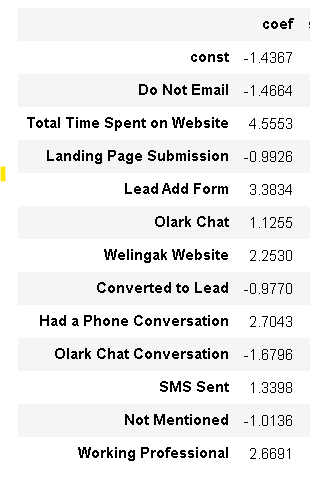 coef
const -1.4367
Do Not Email -1.4664
Total Time Spent on Website 4.5553
Landing Page Submission -0.9926
Lead Add Form 3.3834
Olark Chat 1.1255
Welingak Website 2.2530
Converted to Lead -0.9770
Had a Phone Conversation 2.7043
Olark Chat Conversation -1.6796
SMS Sent 1.3398
Not Mentioned -1.0136
Working Professional 2.6691